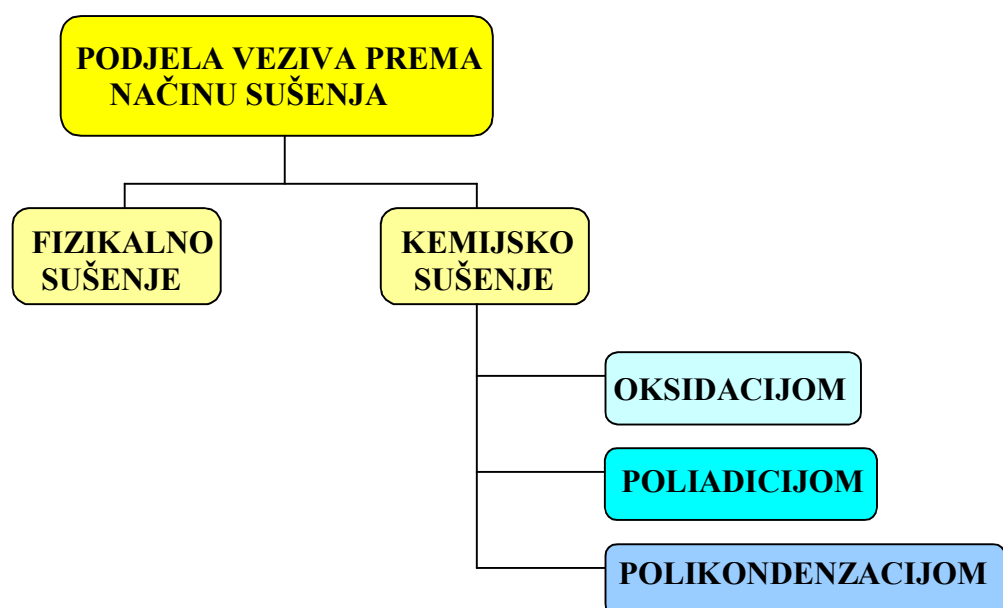 PODJELA VEZIVA PREMA
NAČINU SUŠENJA
FIZIKALNO
SUŠENJE
KEMIJSKO
SUŠENJE
OKSIDACIJOM
POLIADICIJOM
POLIKONDENZACIJOM